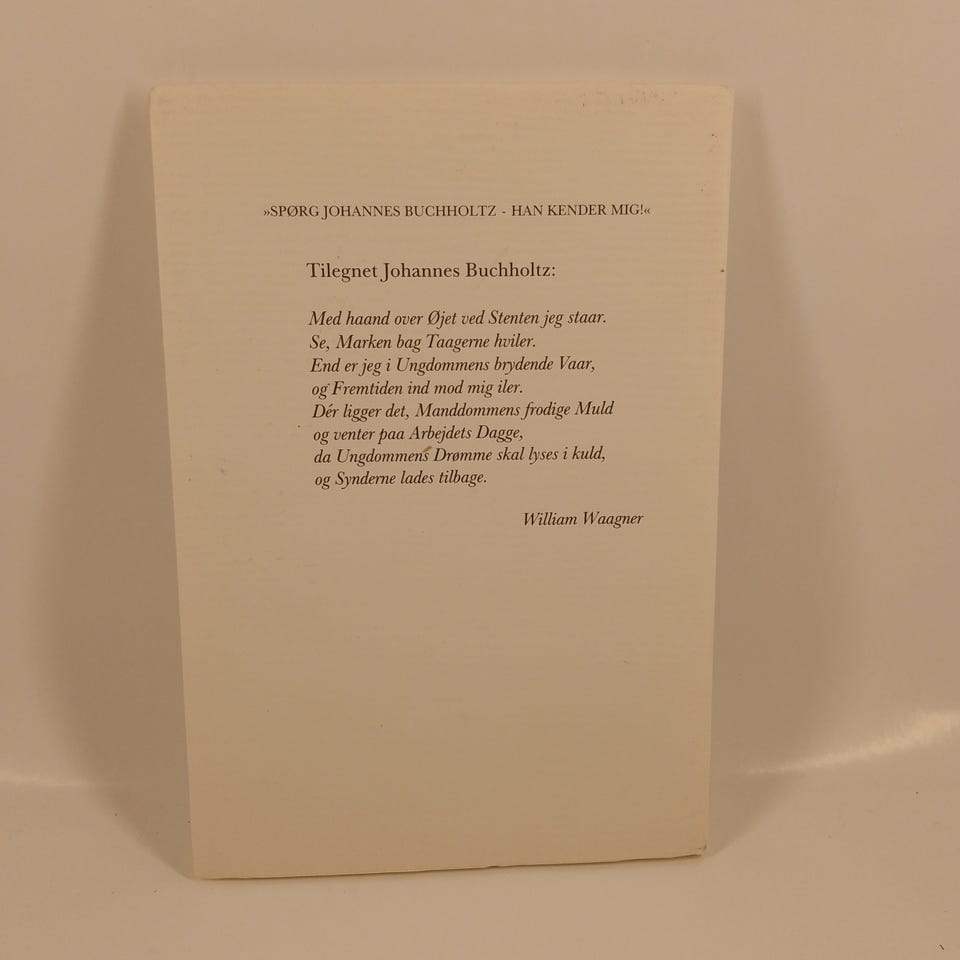 »SPØRG JOHANNES BUCHHOLTZ - HAN KENDER MIG!«
Tilegnet Johannes Buchholtz:
Med haand over Øjet ved Stenten jeg staar.
Se, Marken bag Taagerne hviler.
End er jeg i Ungdommens brydende Vaar,
og Fremtiden ind mod mig iler.
Dér ligger det, Manddommens frodige Muld
og venter paa Arbejdets Dagge,
da Ungdommens Drømme skal lyses i kuld,
og Synderne lades tilbage.
William Waagner